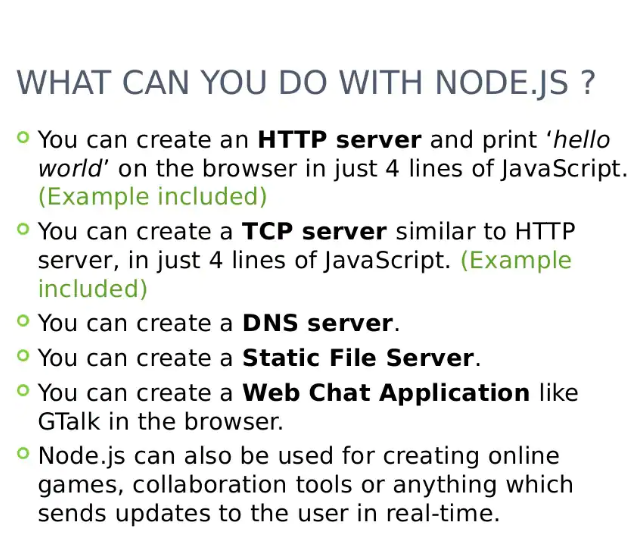 WHAT CAN YOU DO WITH NODE.JS ?
You can create an HTTP server and print ‘hello
world’ on the browser in just 4 lines of JavaScript.
(Example included)
You can create a TCP server similar to HTTP
server, in just 4 lines of JavaScript. (Example
included)
You can create a DNS server.
You can create a Static File Server.
You can create a Web Chat Application like
GTalk in the browser.
Node.js can also be used for creating online
games, collaboration tools or anything which
sends updates to the user in real-time.